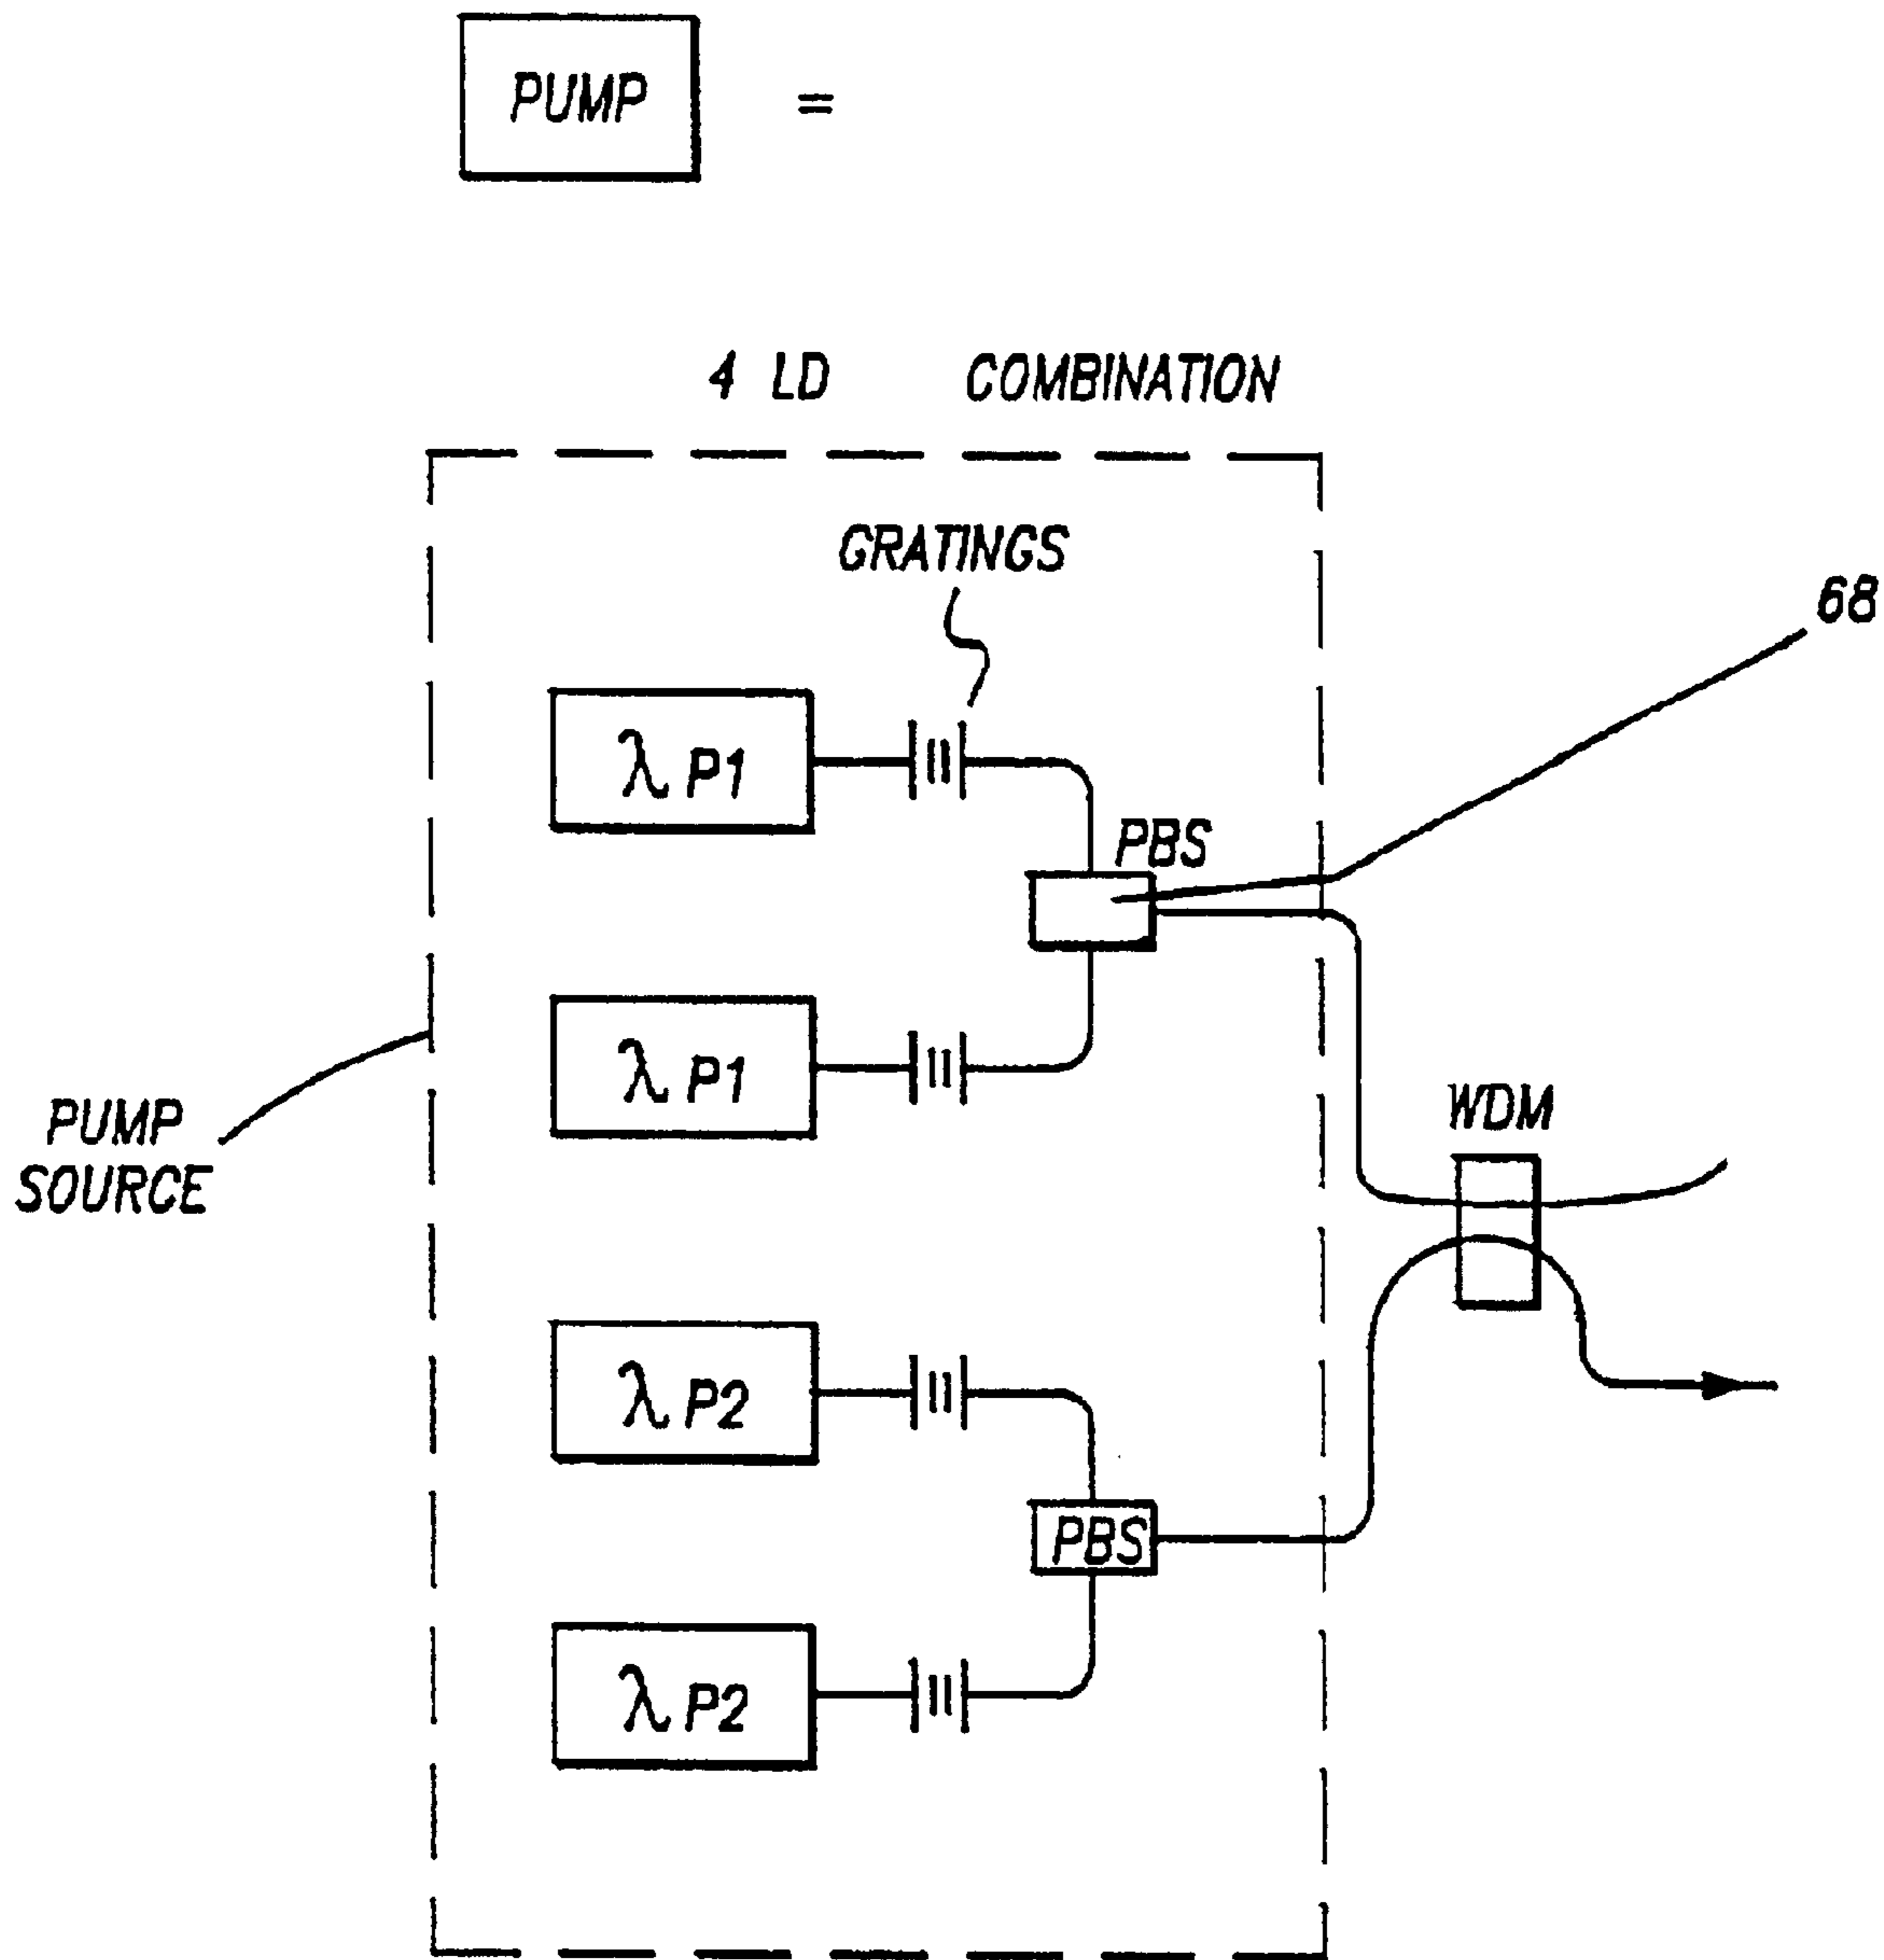 PUMP =
4 LD COMBINATION
GRATINGS
68
λ P1
PBS
λ P1
PUMP
SOURCE
WDM
λ P2
PBS
λ P2